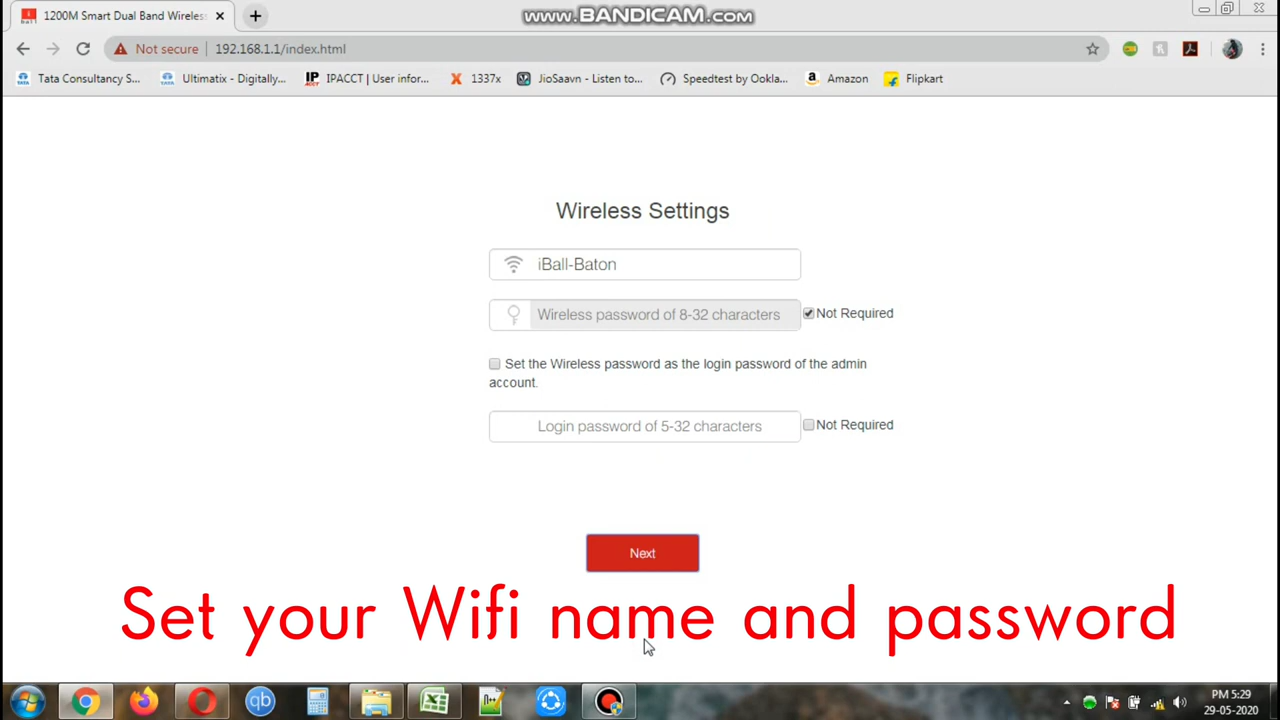 1200M Smart Dual Band Wireless
www.BANDICAM.com
Not secure
192.168.1.1/index.html
Tata Consultancy S...
Ultimatix - Digitally...
IPACCT | User infor...
1337x
JioSaavn - Listen to...
Speedtest by Ookla...
Amazon
Flipkart
Wireless Settings
iBall-Baton
Wireless password of 8-32 characters
Not Required
Set the Wireless password as the login password of the admin
account.
Login password of 5-32 characters
Not Required
Next
Set your Wifi name and password
qb
PM 5:29
29-05-2020